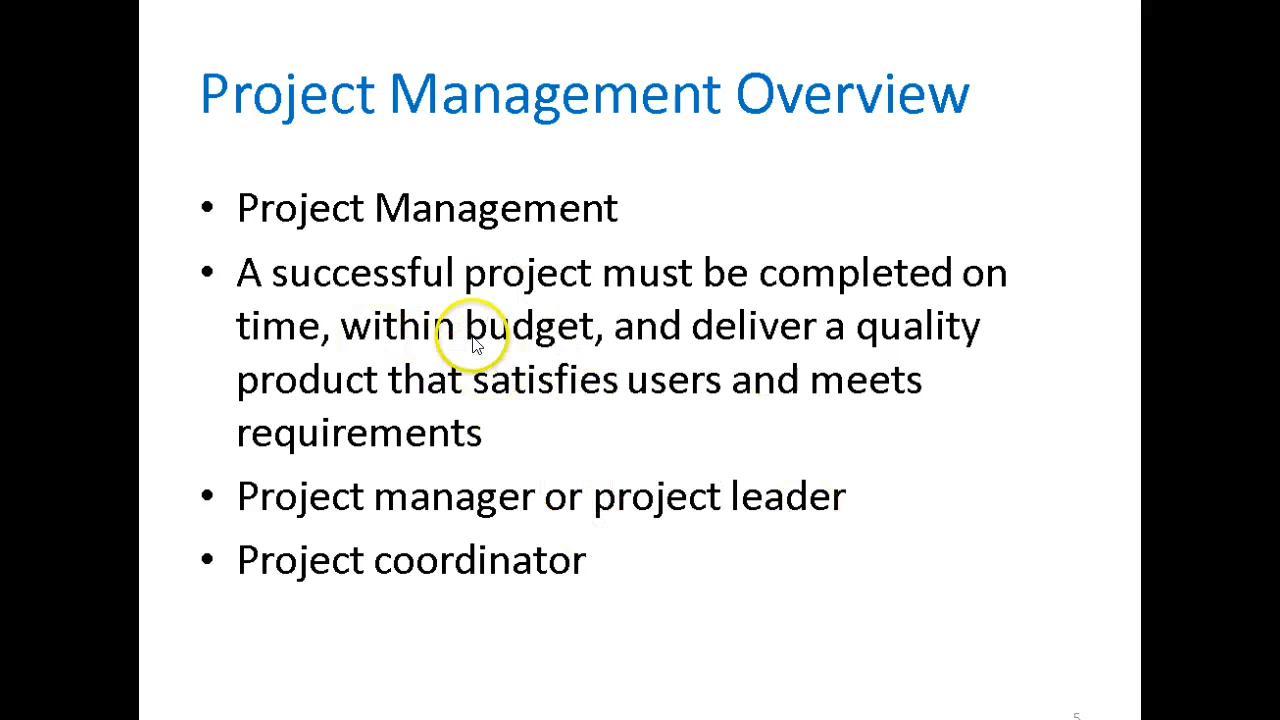 Project Management Overview
• Project Management
• A successful project must be completed on
time, within budget, and deliver a quality
product that satisfies users and meets
requirements
• Project manager or project leader
• Project coordinator
5